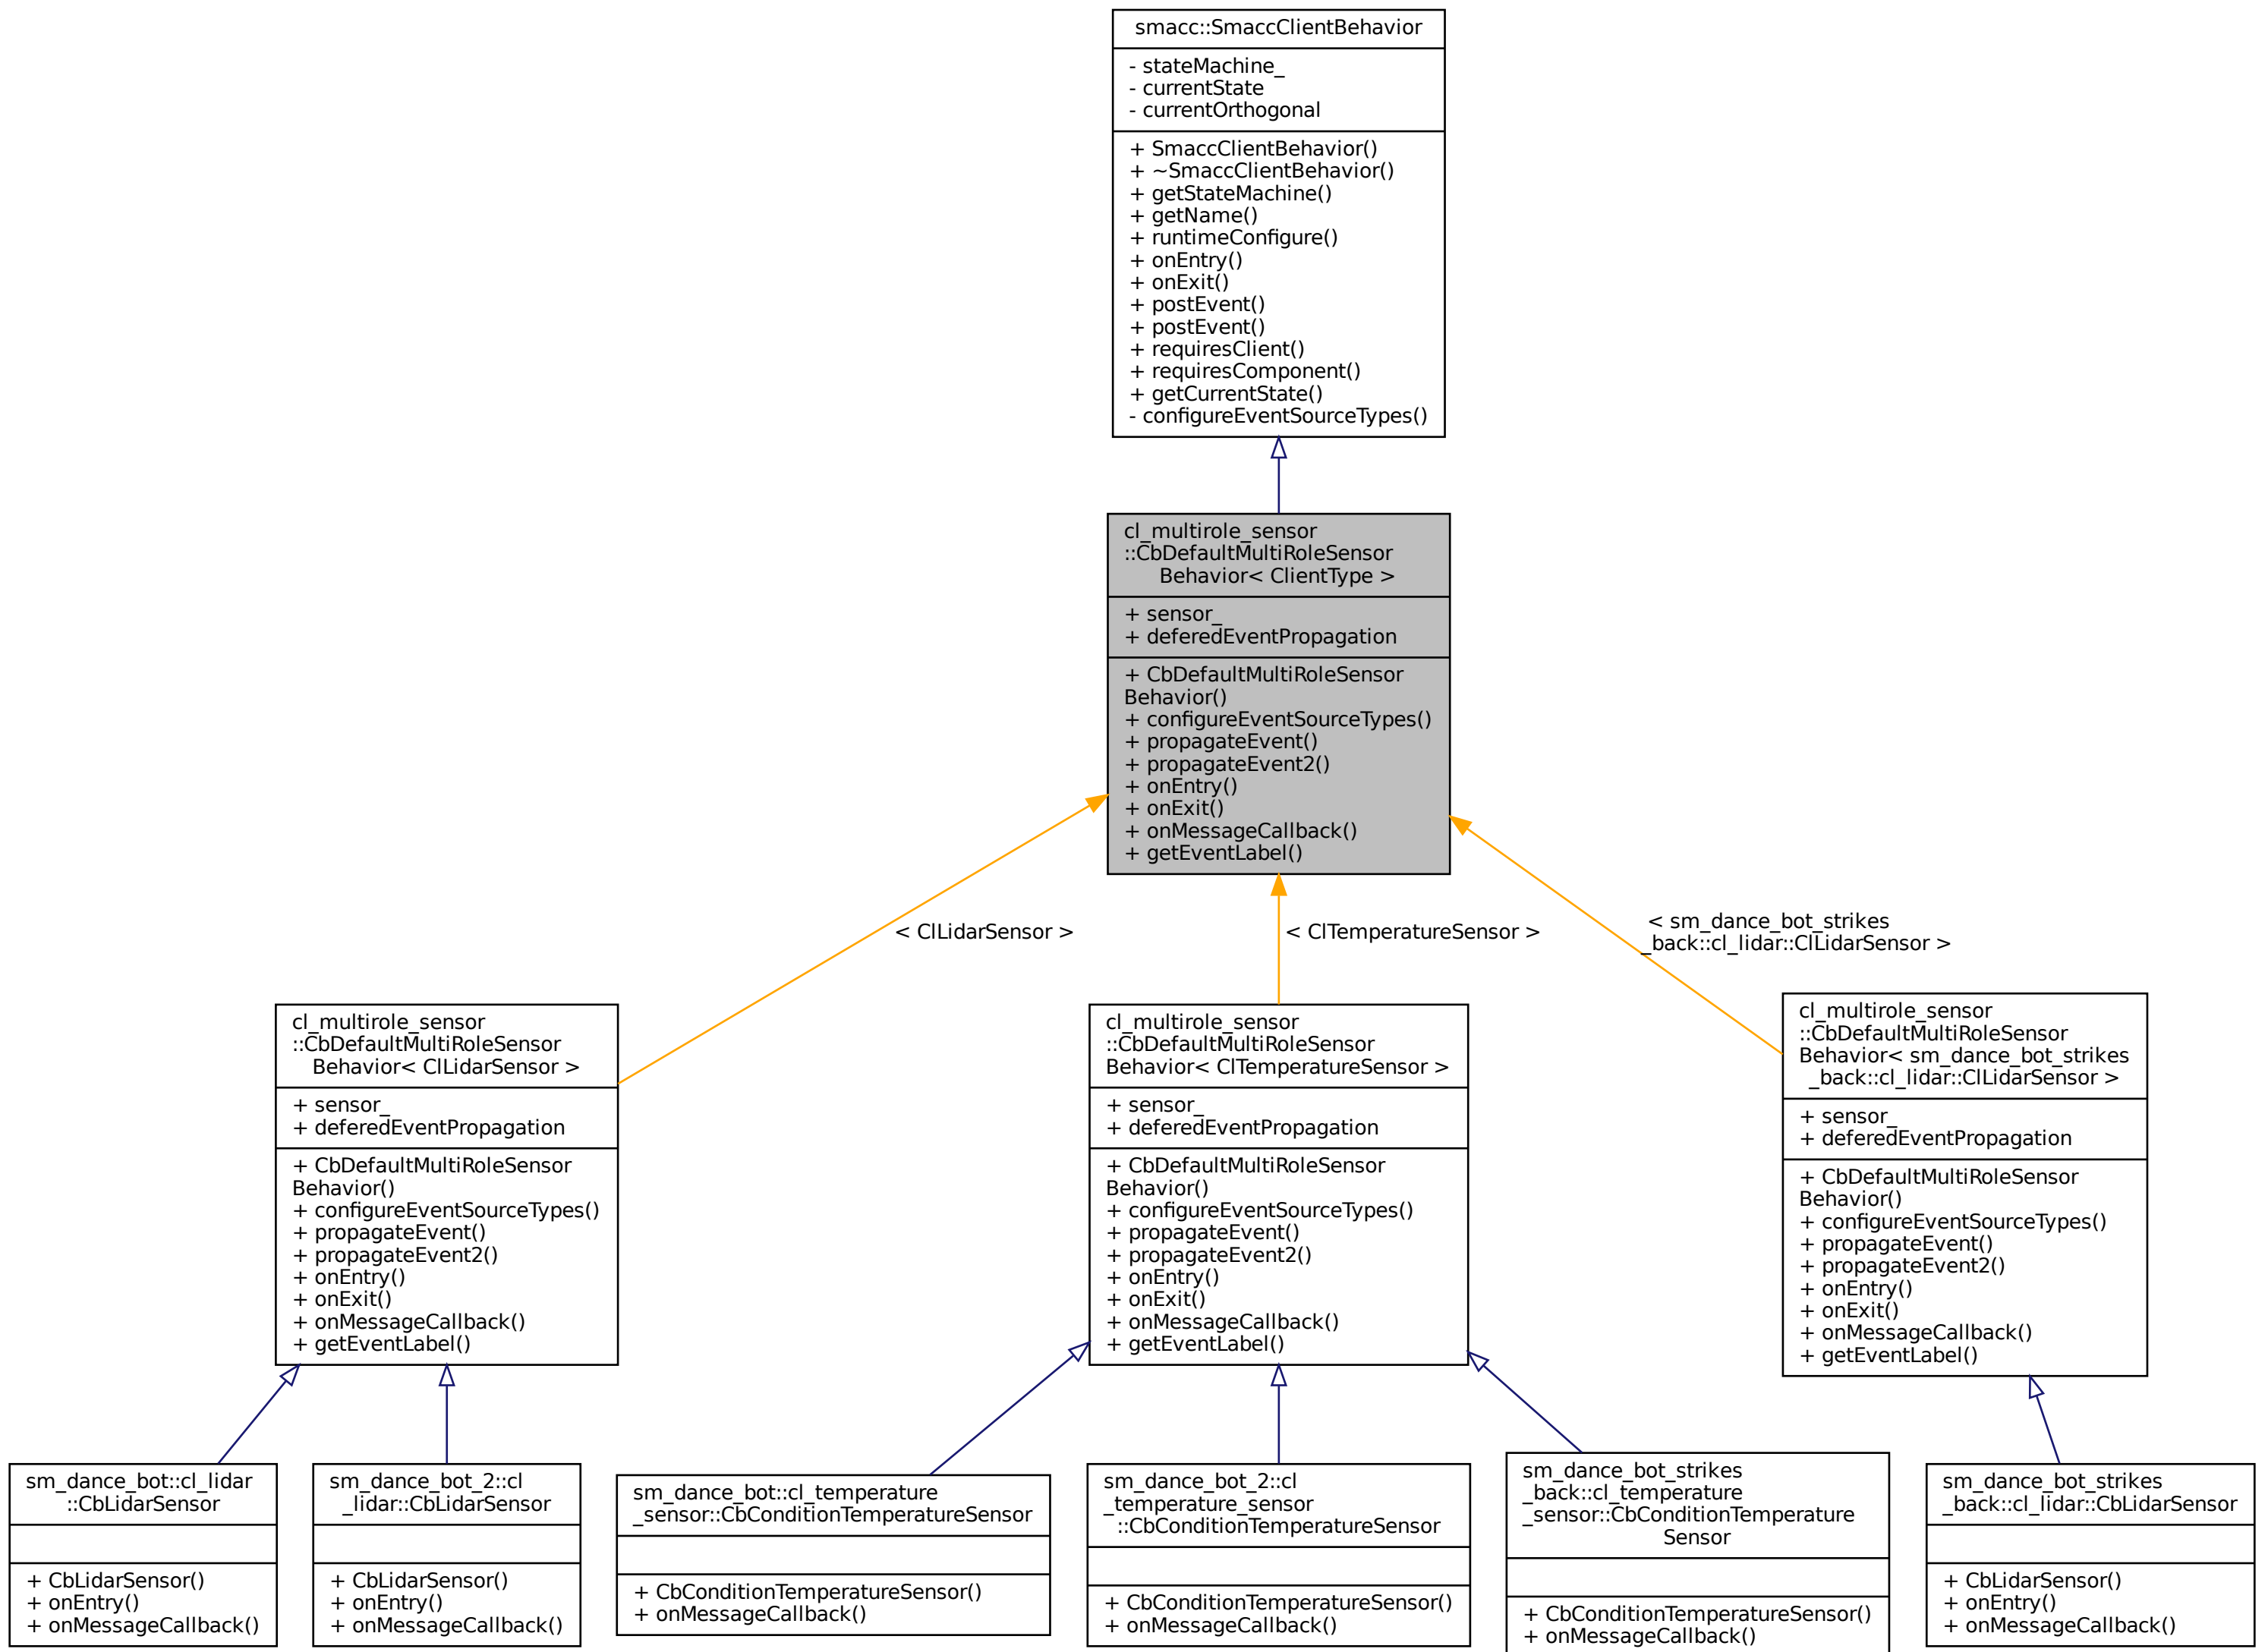 smacc::SmaccClientBehavior
- stateMachine_
- currentState
- currentOrthogonal
+ SmaccClientBehavior()
+ ~SmaccClientBehavior()
+ getStateMachine()
+ getName()
+ runtimeConfigure()
+ onEntry()
+ onExit()
+ postEvent()
+ postEvent()
+ requiresClient()
+ requiresComponent()
+ getCurrentState()
- configureEventSourceTypes()
cl_multirole_sensor
::CbDefaultMultiRoleSensor
Behavior< ClientType >
+ sensor_
+ deferedEventPropagation
+ CbDefaultMultiRoleSensor
Behavior()
+ configureEventSourceTypes()
+ propagateEvent()
+ propagateEvent2()
+ onEntry()
+ onExit()
+ onMessageCallback()
+ getEventLabel()
< ClLidarSensor >
< ClTemperatureSensor >
< sm_dance_bot_strikes
_back::cl_lidar::ClLidarSensor >
cl_multirole_sensor
::CbDefaultMultiRoleSensor
Behavior< ClLidarSensor >
+ sensor_
+ deferedEventPropagation
+ CbDefaultMultiRoleSensor
Behavior()
+ configureEventSourceTypes()
+ propagateEvent()
+ propagateEvent2()
+ onEntry()
+ onExit()
+ onMessageCallback()
+ getEventLabel()
cl_multirole_sensor
::CbDefaultMultiRoleSensor
Behavior< ClTemperatureSensor >
+ sensor_
+ deferedEventPropagation
+ CbDefaultMultiRoleSensor
Behavior()
+ configureEventSourceTypes()
+ propagateEvent()
+ propagateEvent2()
+ onEntry()
+ onExit()
+ onMessageCallback()
+ getEventLabel()
cl_multirole_sensor
::CbDefaultMultiRoleSensor
Behavior< sm_dance_bot_strikes
_back::cl_lidar::ClLidarSensor >
+ sensor_
+ deferedEventPropagation
+ CbDefaultMultiRoleSensor
Behavior()
+ configureEventSourceTypes()
+ propagateEvent()
+ propagateEvent2()
+ onEntry()
+ onExit()
+ onMessageCallback()
+ getEventLabel()
sm_dance_bot::cl_lidar
::CbLidarSensor
+ CbLidarSensor()
+ onEntry()
+ onMessageCallback()
sm_dance_bot_2::cl
_lidar::CbLidarSensor
+ CbLidarSensor()
+ onEntry()
+ onMessageCallback()
sm_dance_bot::cl_temperature
_sensor::CbConditionTemperatureSensor
+ CbConditionTemperatureSensor()
+ onMessageCallback()
sm_dance_bot_2::cl
_temperature_sensor
::CbConditionTemperatureSensor
+ CbConditionTemperatureSensor()
+ onMessageCallback()
sm_dance_bot_strikes
_back::cl_temperature
_sensor::CbConditionTemperature
Sensor
+ CbConditionTemperatureSensor()
+ onMessageCallback()
sm_dance_bot_strikes
_back::cl_lidar::CbLidarSensor
+ CbLidarSensor()
+ onEntry()
+ onMessageCallback()